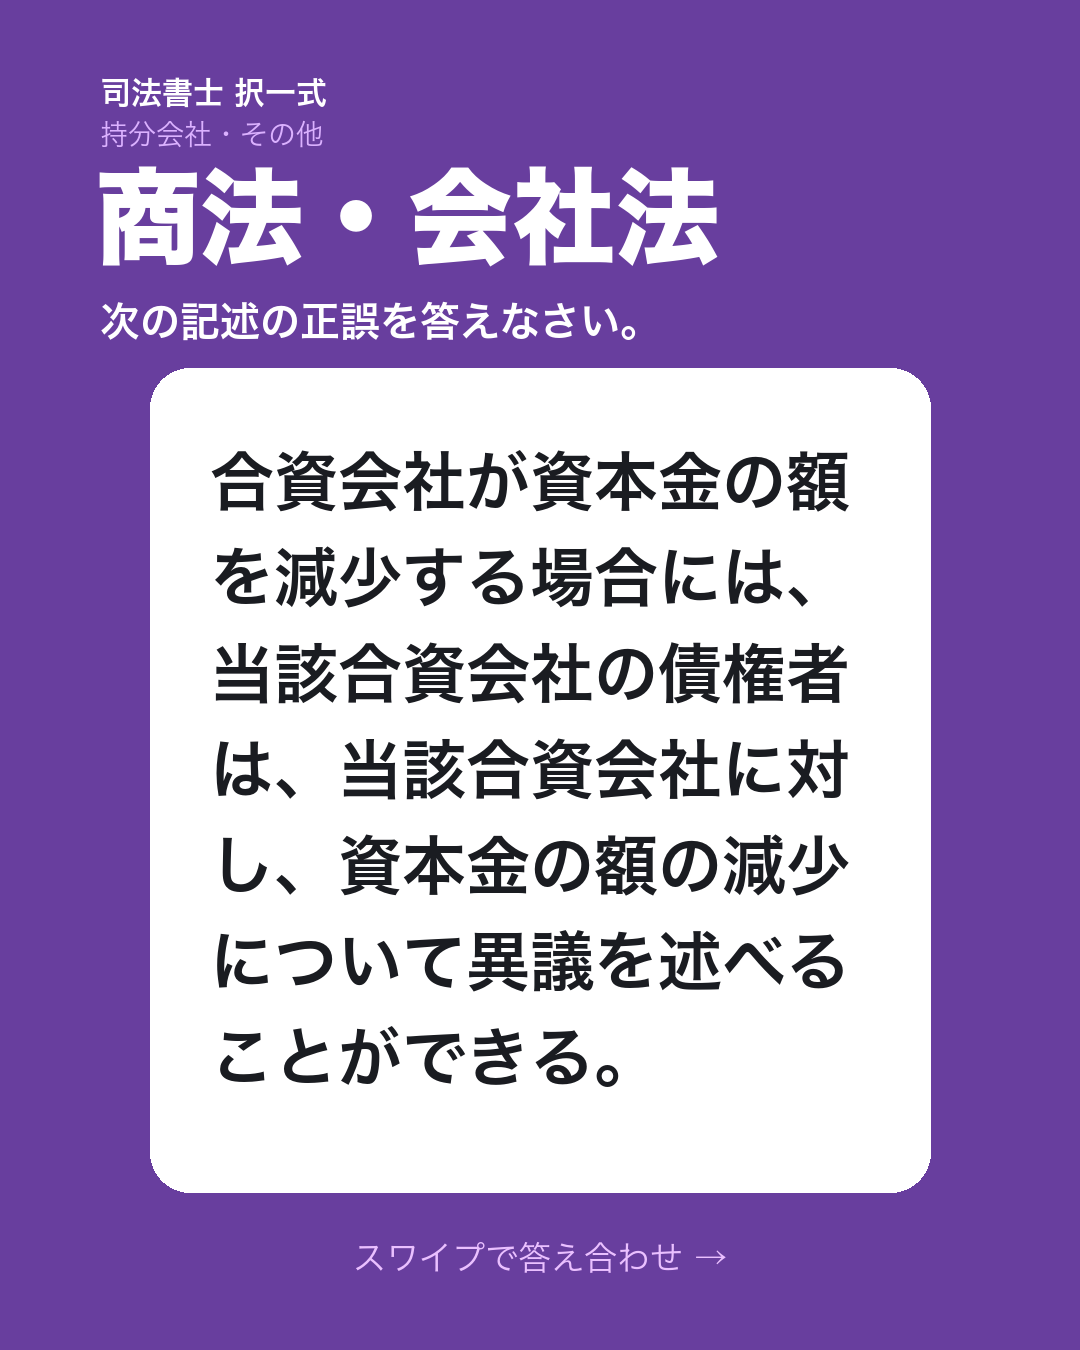 司法書士 択一式
持分会社・その他
商法・会社法
次の記述の正誤を答えなさい。
合資会社が資本金の額
を減少する場合には、
当該合資会社の債権者
は、当該合資会社に対
し、資本金の額の減少
について異議を述べる
ことができる。
スワイプで答え合わせ →